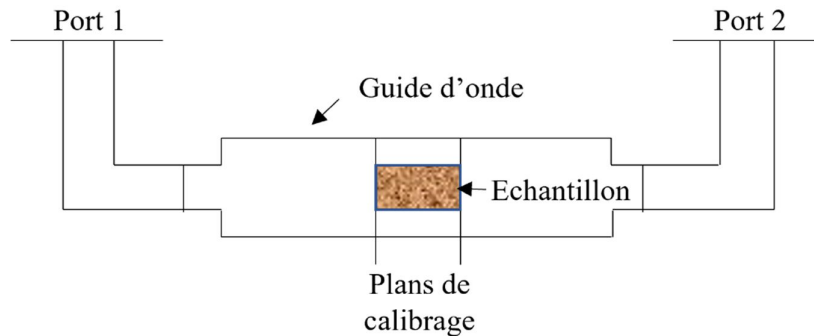 Port 1
Port 2
Guide d’onde
Echantillon
Plans de
calibrage